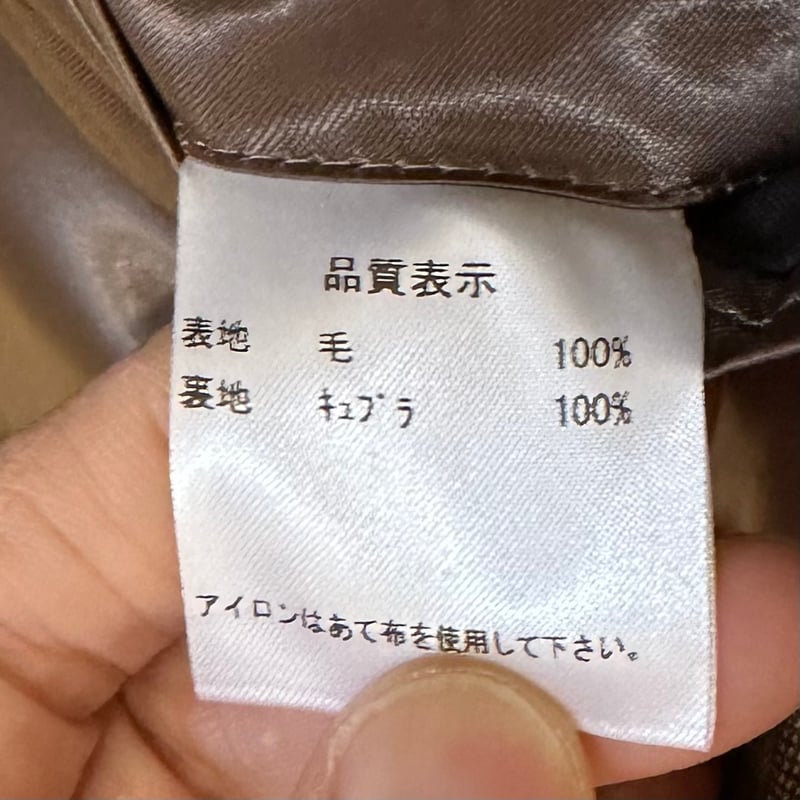 品質表示
表地 毛 100%
裏地 キュプラ 100%
アイロンはあて布を使用して下さい。